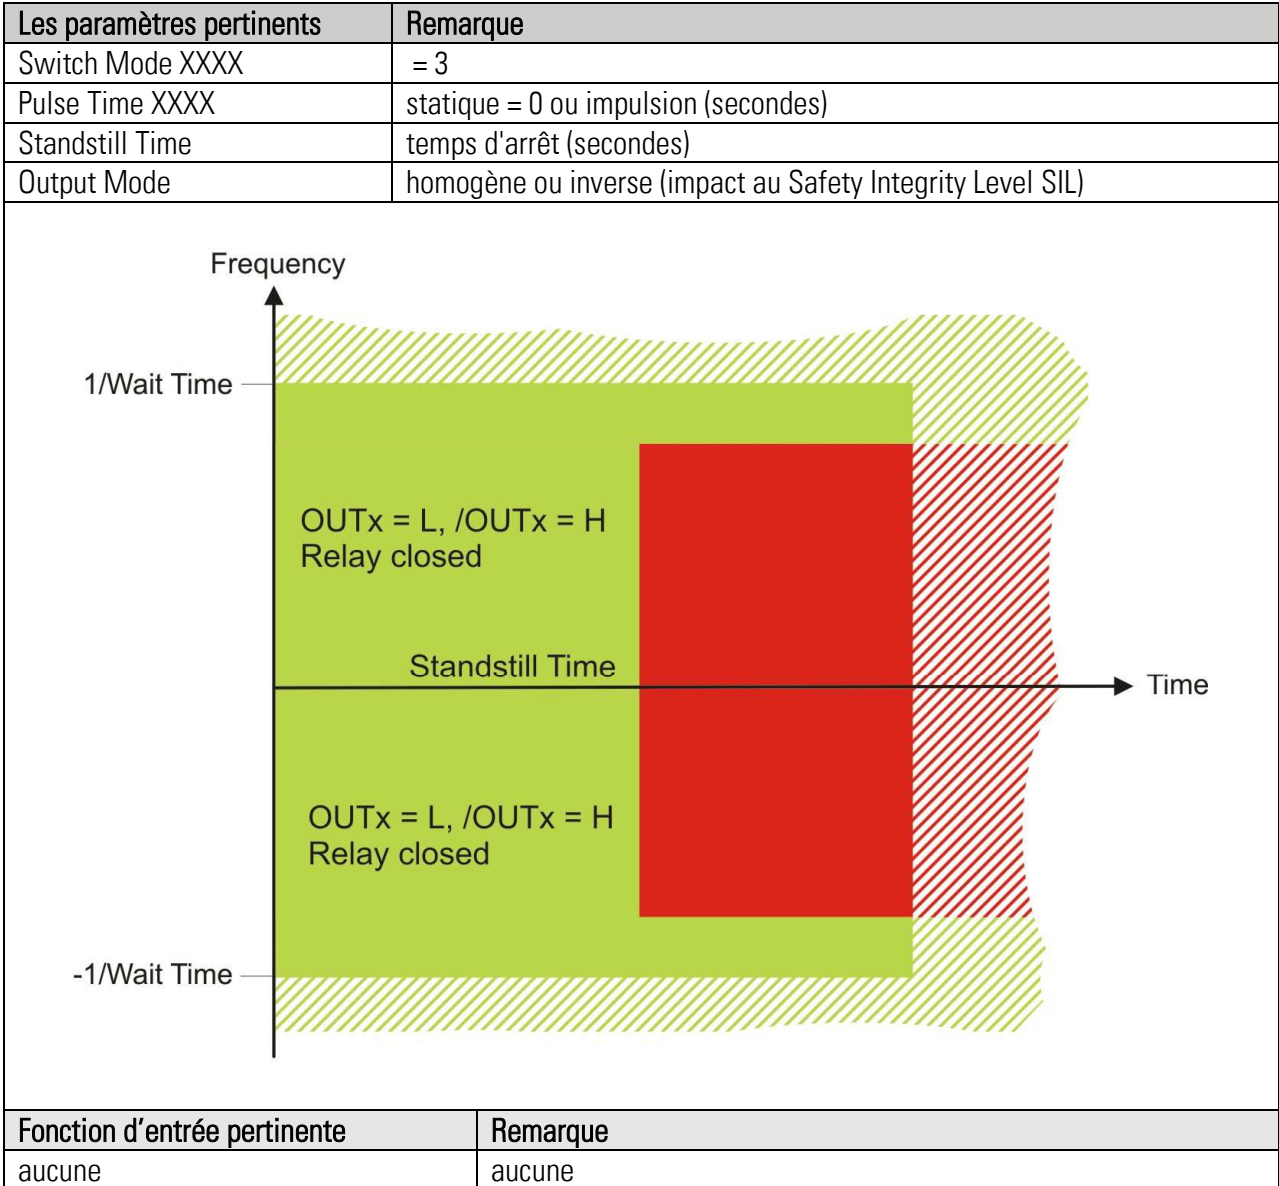 Les paramètres pertinents Remarque
Switch Mode XXXX = 3
Pulse Time XXXX statique = 0 ou impulsion (secondes)
Standstill Time temps d'arrêt (secondes)
Output Mode homogène ou inverse (impact au Safety Integrity Level SIL)
Frequency
1/Wait Time
OUTx = L, /OUTx = H
Relay closed
Standstill Time
Time
OUTx = L, /OUTx = H
Relay closed
-1/Wait Time
Fonction d’entrée pertinente Remarque
aucune aucune